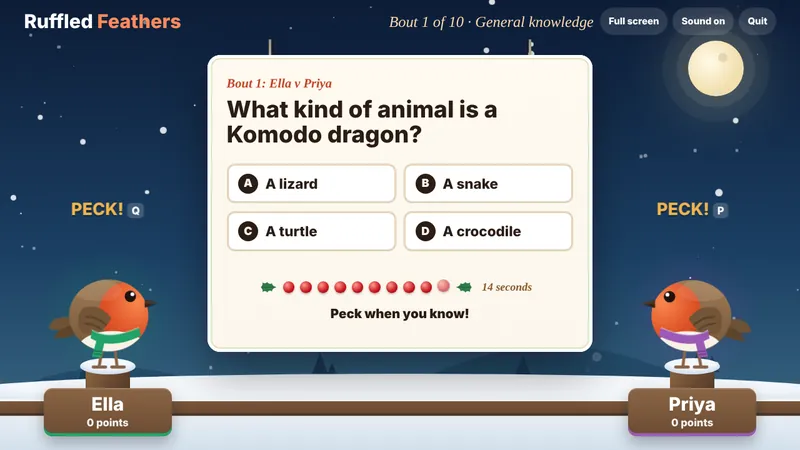 Ruffled Feathers
Bout 1 of 10 · General knowledge
Full screen
Sound on
Quit
Bout 1: Ella v Priya
What kind of animal is a
Komodo dragon?
A A lizard
B A snake
C A turtle
D A crocodile
PECK! Q
PECK! P
14 seconds
Peck when you know!
Ella
0 points
Priya
0 points